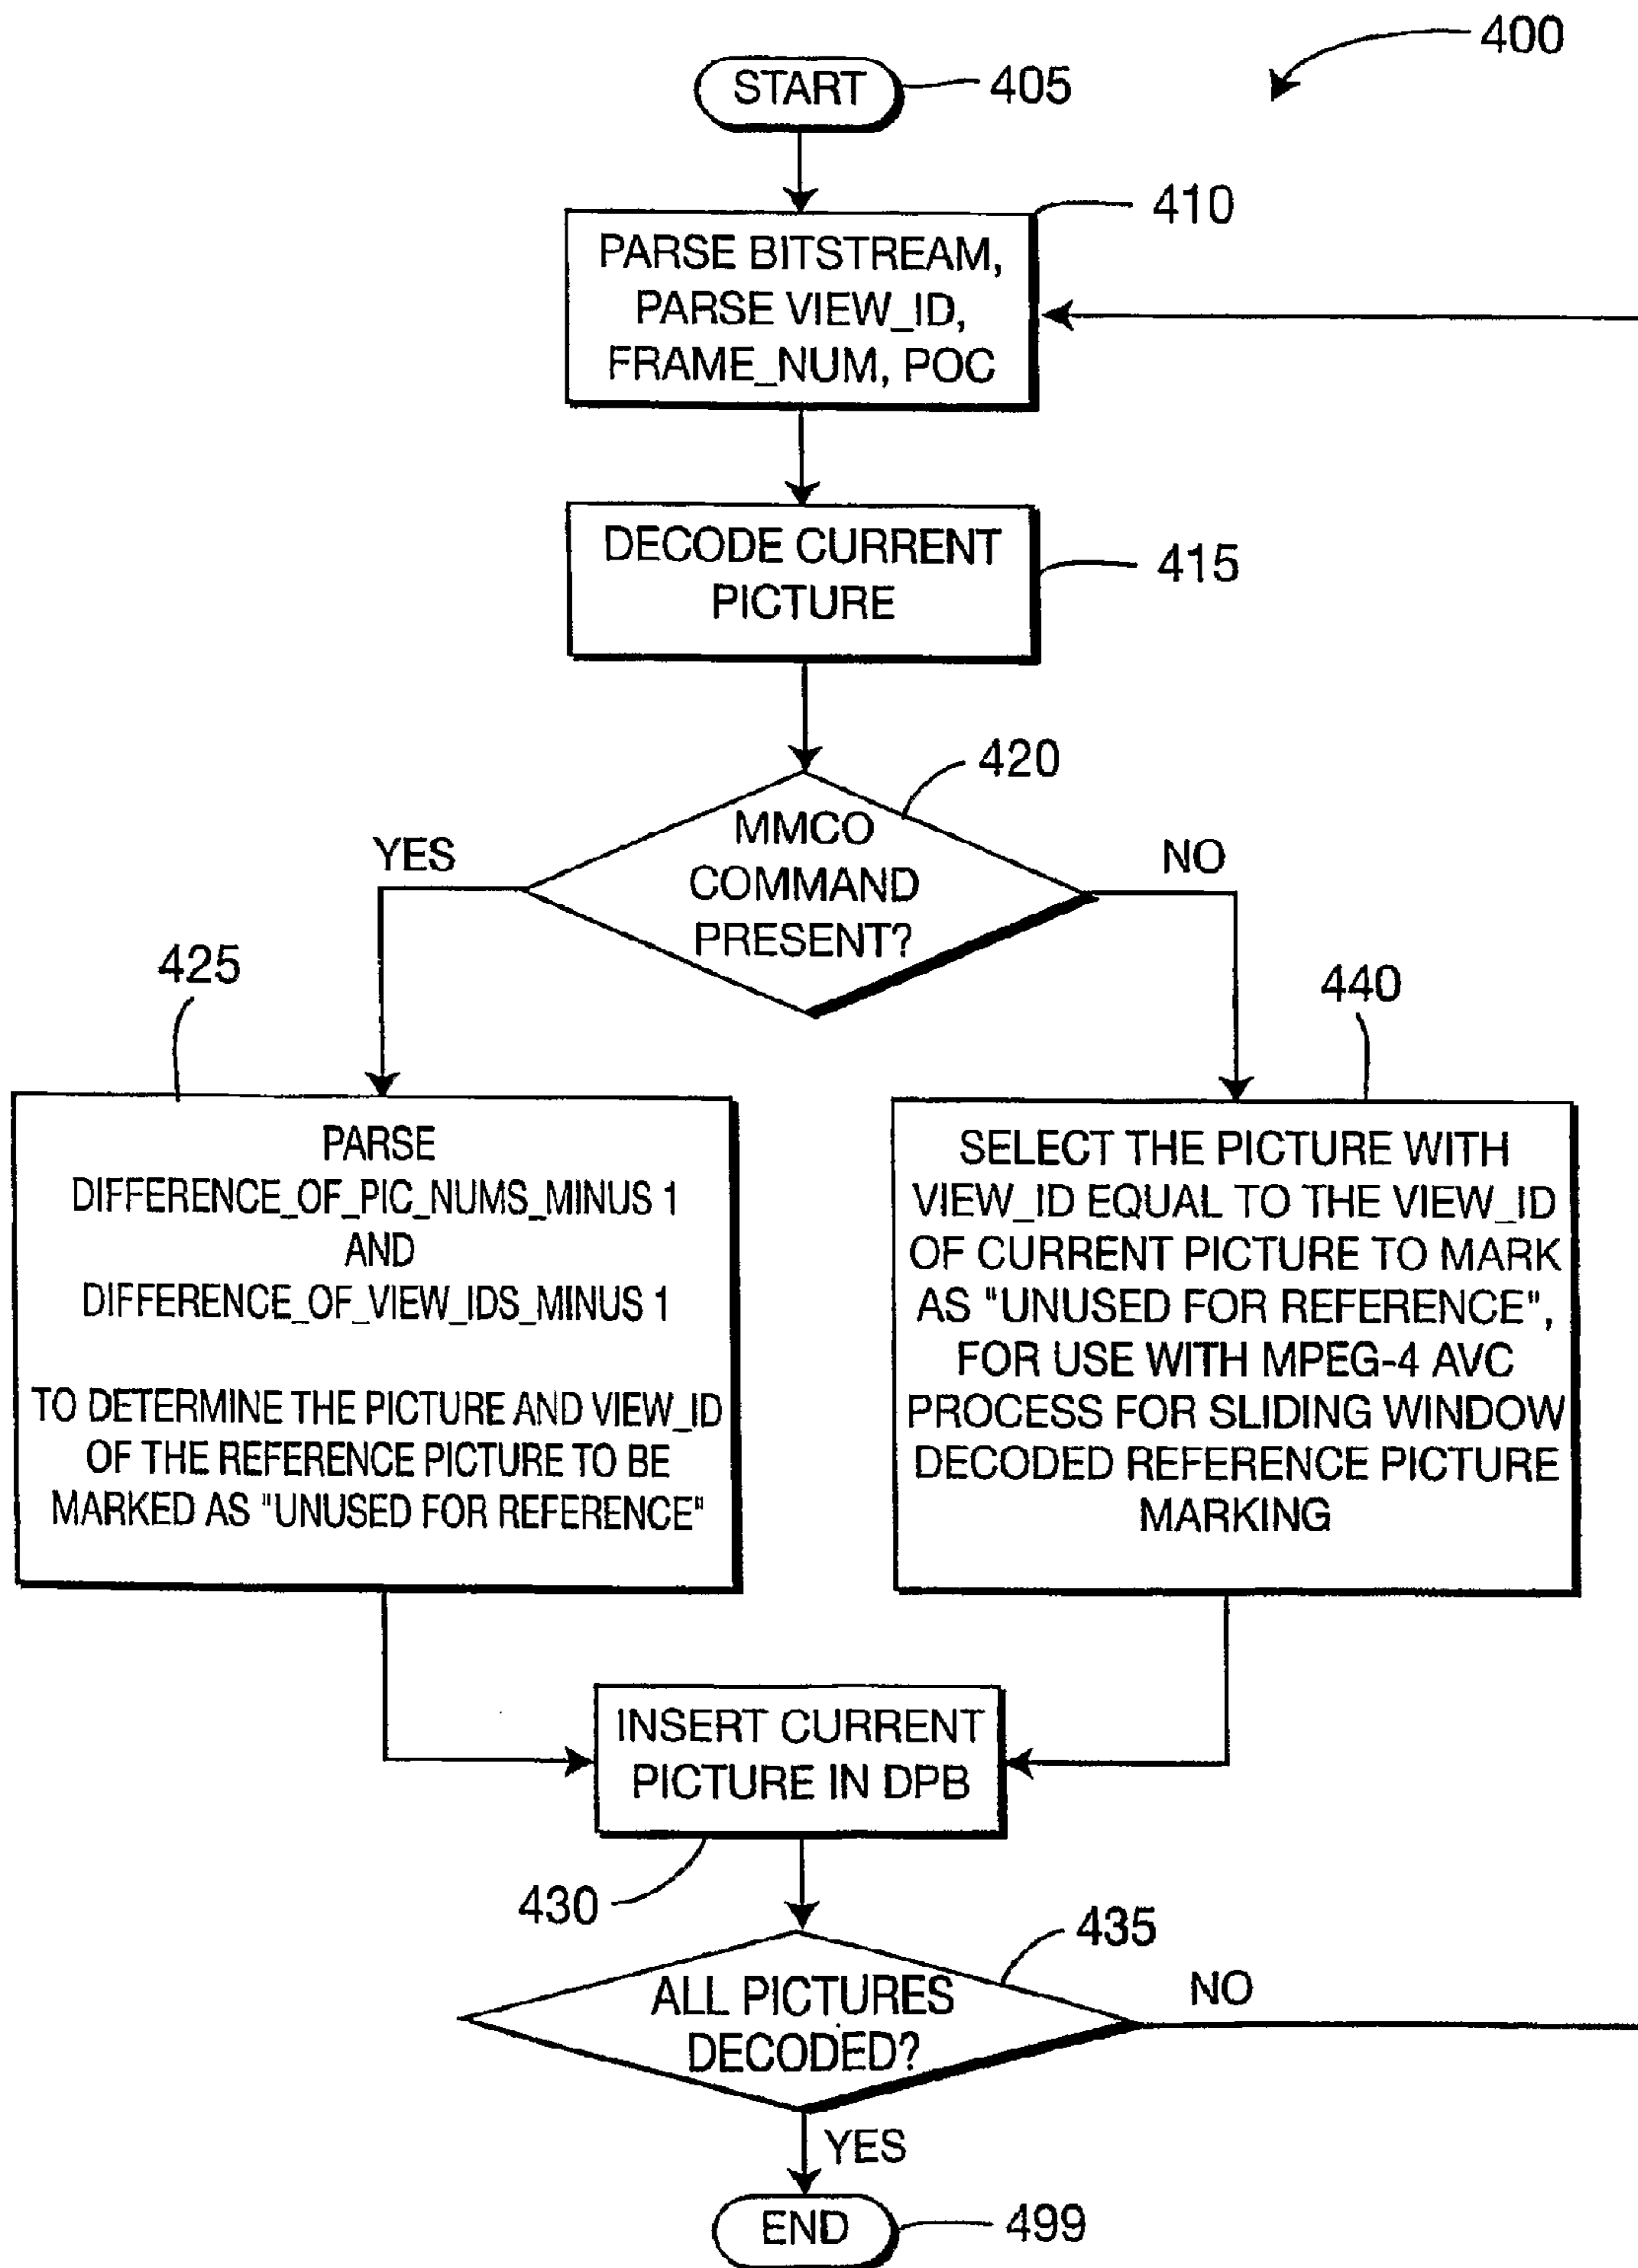 400
START
405
410
PARSE BITSTREAM,
PARSE VIEW_ID,
FRAME_NUM, POC
DECODE CURRENT
PICTURE
415
420
MMCO
COMMAND
PRESENT?
YES
NO
425
PARSE
DIFFERENCE_OF_PIC_NUMS_MINUS 1
AND
DIFFERENCE_OF_VIEW_IDS_MINUS 1
TO DETERMINE THE PICTURE AND VIEW_ID
OF THE REFERENCE PICTURE TO BE
MARKED AS "UNUSED FOR REFERENCE"
440
SELECT THE PICTURE WITH
VIEW_ID EQUAL TO THE VIEW_ID
OF CURRENT PICTURE TO MARK
AS "UNUSED FOR REFERENCE",
FOR USE WITH MPEG-4 AVC
PROCESS FOR SLIDING WINDOW
DECODED REFERENCE PICTURE
MARKING
INSERT CURRENT
PICTURE IN DPB
430
435
ALL PICTURES
DECODED?
NO
YES
END
499